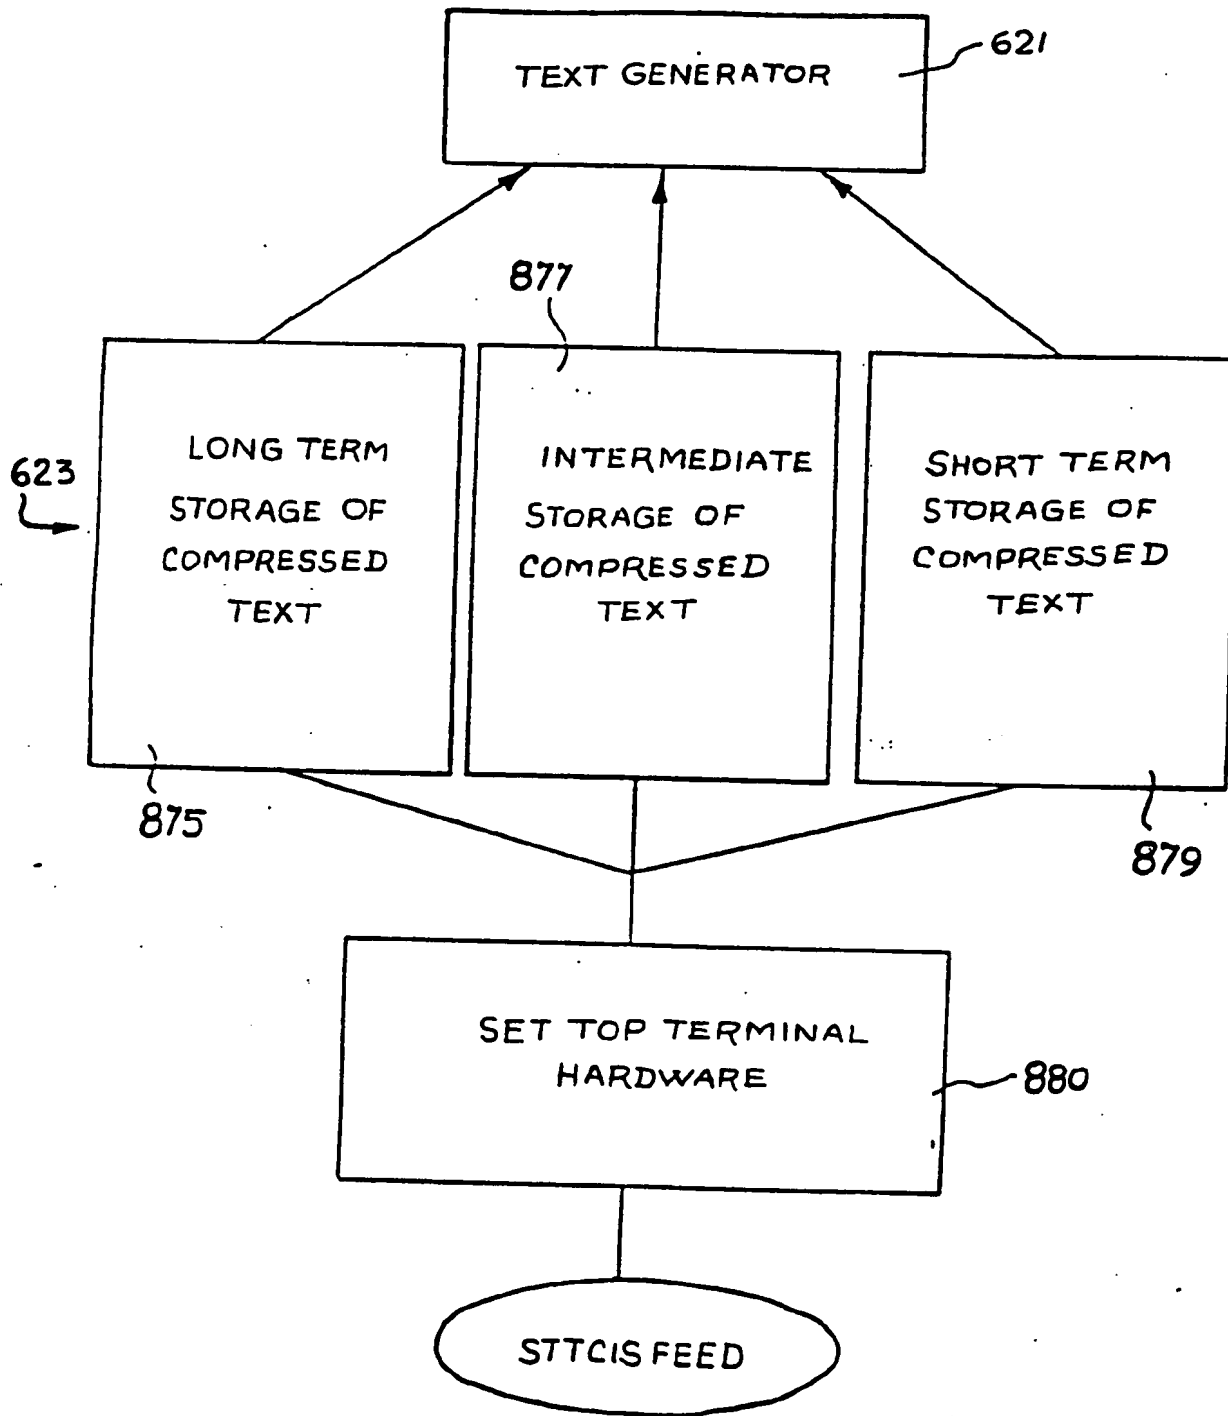 TEXT GENERATOR
621
877
623
LONG TERM
STORAGE OF
COMPRESSED
TEXT
INTERMEDIATE
STORAGE OF
COMPRESSED
TEXT
SHORT TERM
STORAGE OF
COMPRESSED
TEXT
875
879
SET TOP TERMINAL
HARDWARE
880
STTCIS FEED